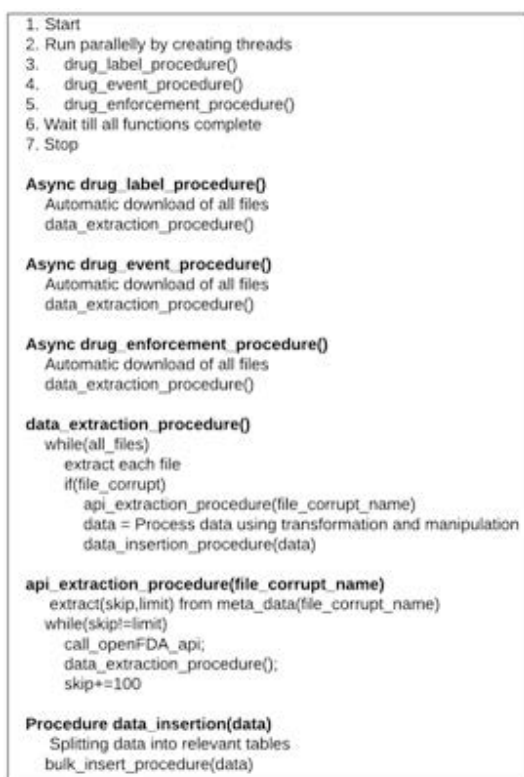 1. Start
2. Run parallelly by creating threads
3. drug_label_procedure()
4. drug_event_procedure()
5. drug_enforcement_procedure()
6. Wait till all functions complete
7. Stop
Async drug_label_procedure()
Automatic download of all files
data_extraction_procedure()
Async drug_event_procedure()
Automatic download of all files
data_extraction_procedure()
Async drug_enforcement_procedure()
Automatic download of all files
data_extraction_procedure()
data_extraction_procedure()
while(all_files)
extract each file
if(file_corrupt)
api_extraction_procedure(file_corrupt_name)
data = Process data using transformation and manipulation
data_insertion_procedure(data)
api_extraction_procedure(file_corrupt_name)
extract(skip,limit) from meta_data(file_corrupt_name)
while(skip!=limit)
call_openFDA_api;
data_extraction_procedure();
skip+=100
Procedure data_insertion(data)
Splitting data into relevant tables
bulk_insert_procedure(data)